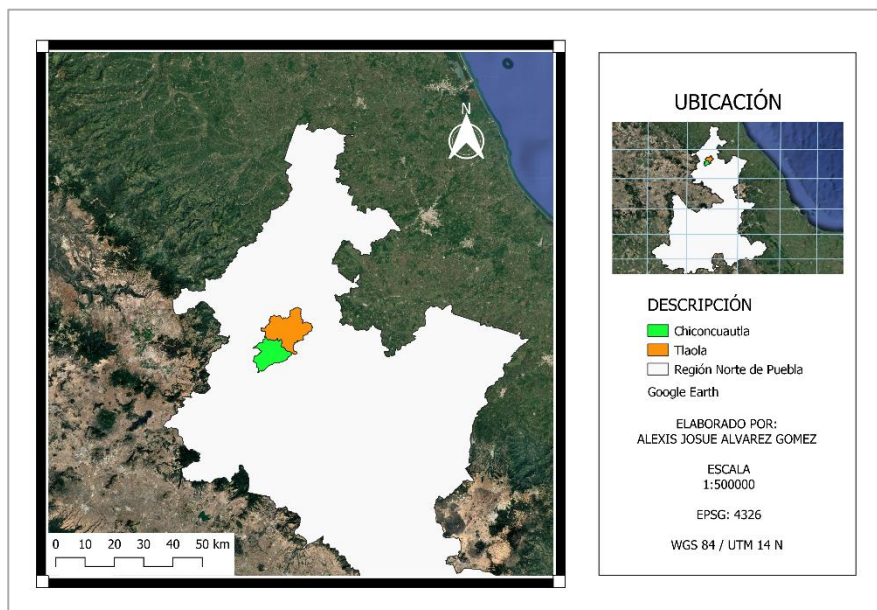 N
0 10 20 30 40 50 km
UBICACIÓN
DESCRIPCIÓN
Chiconcuautla
Tlaola
Región Norte de Puebla
Google Earth
ELABORADO POR:
ALEXIS JOSUE ALVAREZ GOMEZ
ESCALA
1:500000
EPSG: 4326
WGS 84 / UTM 14 N